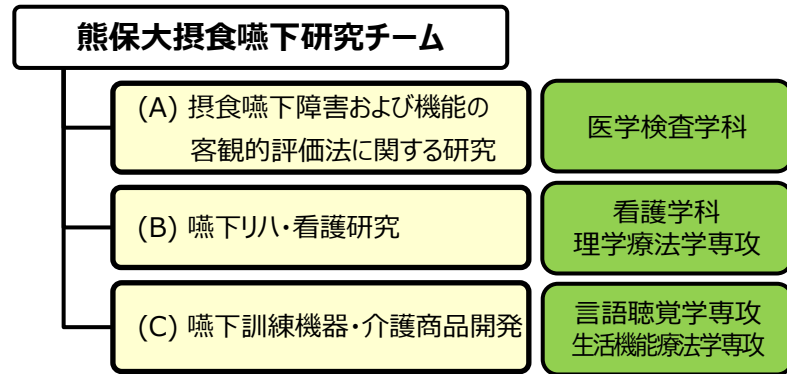 熊保大摂食嚥下研究チーム
(A) 摂食嚥下障害および機能の
客観的評価法に関する研究
医学検査学科
(B) 嚥下リハ・看護研究
看護学科
理学療法学専攻
(C) 嚥下訓練機器・介護商品開発
言語聴覚学専攻
生活機能療法学専攻